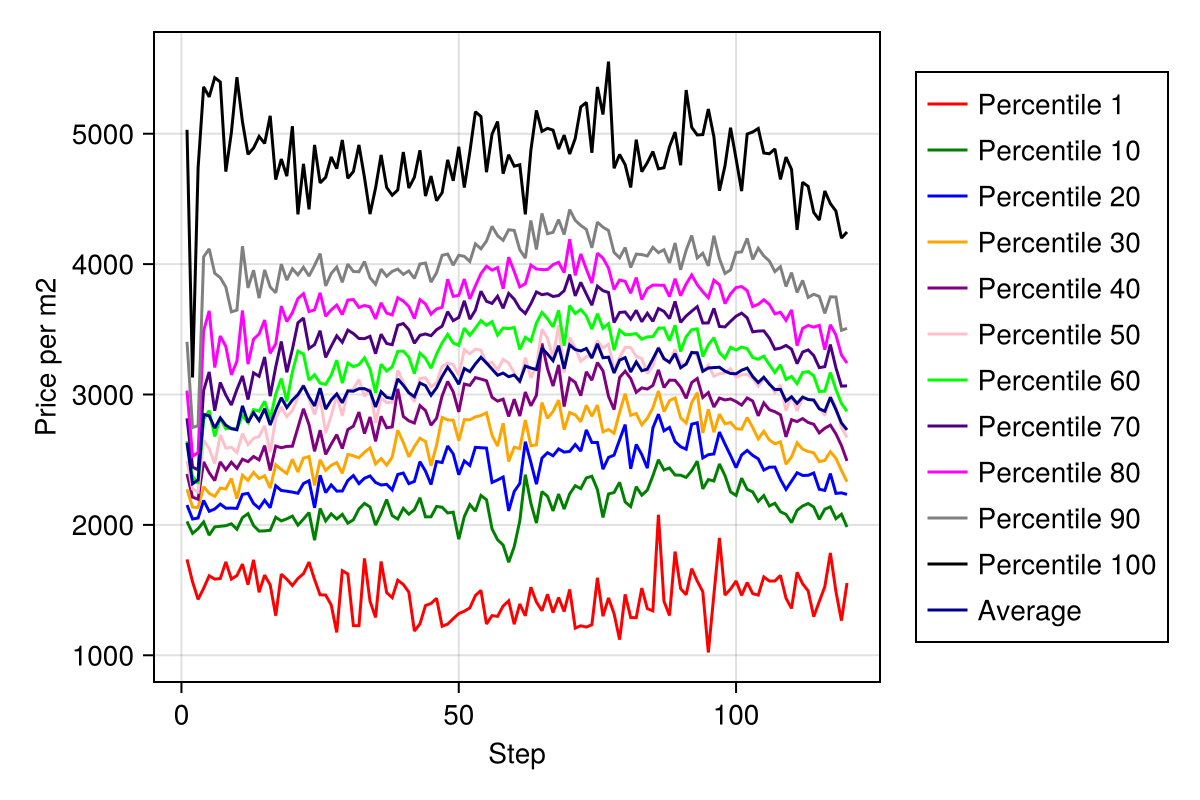 Price per m2
5000
4000
3000
2000
1000
0
50
100
Step
Percentile 1
Percentile 10
Percentile 20
Percentile 30
Percentile 40
Percentile 50
Percentile 60
Percentile 70
Percentile 80
Percentile 90
Percentile 100
Average